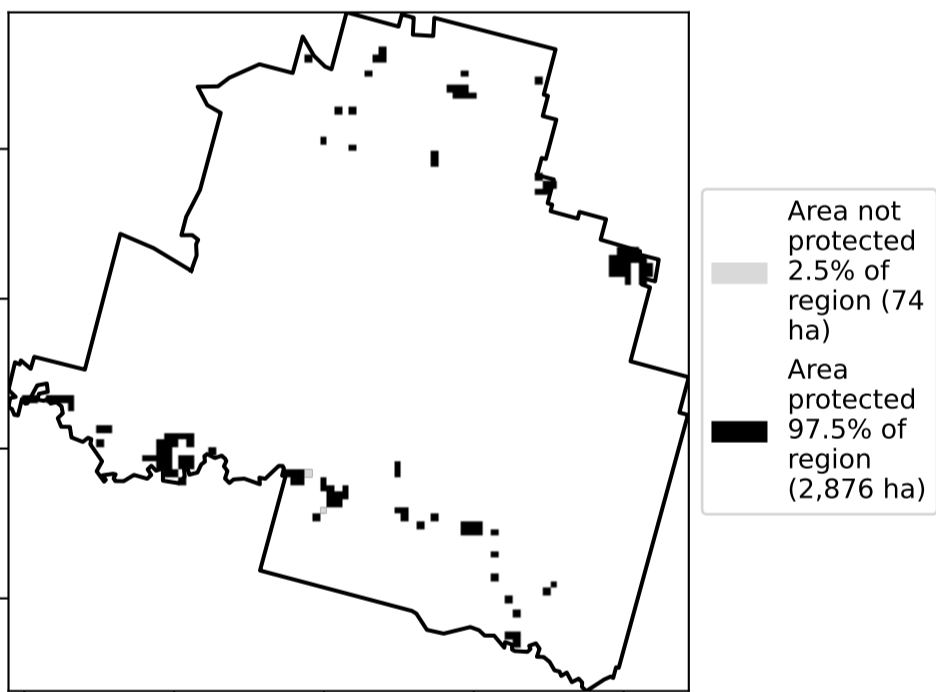 Area not
protected
2.5% of
region (74
ha)
Area
protected
97.5% of
region
(2,876 ha)